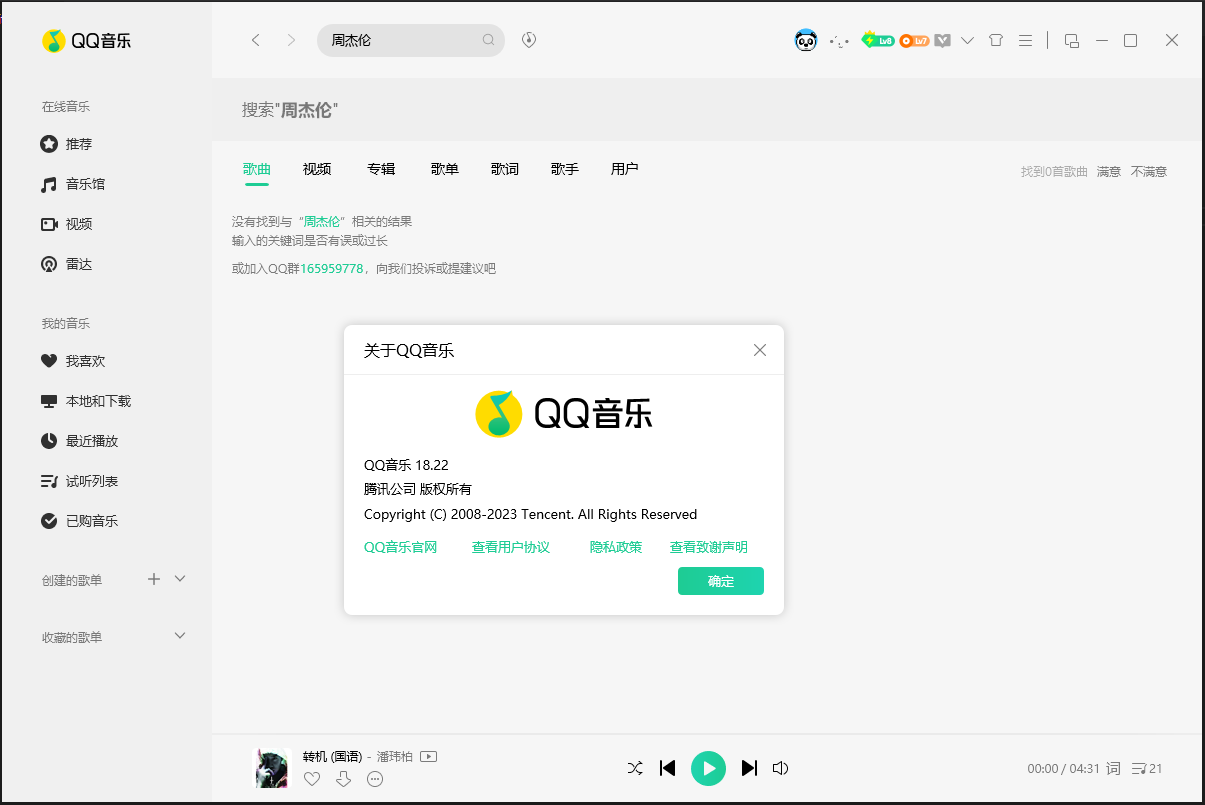 QQ音乐
周杰伦
Lv8
Lv7
在线音乐
推荐
音乐馆
视频
雷达
我的音乐
我喜欢
本地和下载
最近播放
试听列表
已购音乐
创建的歌单
收藏的歌单
搜索"周杰伦"
歌曲 视频 专辑 歌单 歌词 歌手 用户
找到0首歌曲 满意 不满意
没有找到与“周杰伦”相关的结果
输入的关键词是否有误或过长
或加入QQ群165959778，向我们投诉或提建议吧
关于QQ音乐
QQ音乐
QQ音乐 18.22
腾讯公司 版权所有
Copyright (C) 2008-2023 Tencent. All Rights Reserved
QQ音乐官网 查看用户协议 隐私政策 查看致谢声明
确定
转机 (国语) - 潘玮柏
00:00 / 04:31 词 21